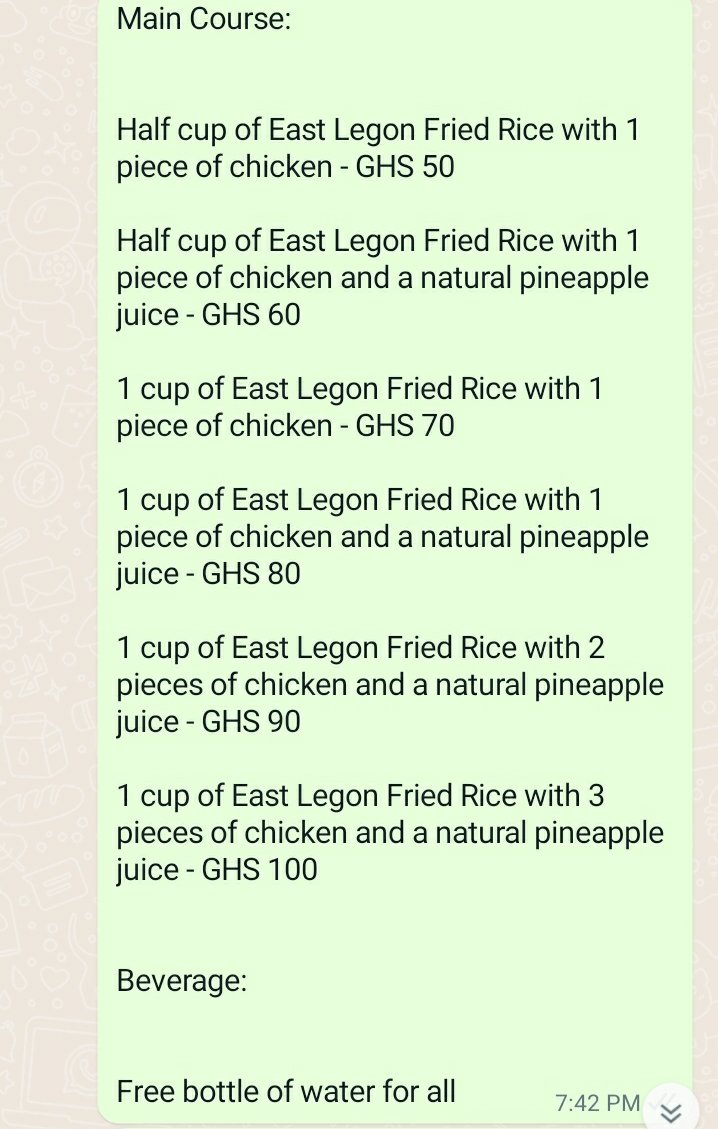 Main Course:
Half cup of East Legon Fried Rice with 1
piece of chicken - GHS 50
Half cup of East Legon Fried Rice with 1
piece of chicken and a natural pineapple
juice - GHS 60
1 cup of East Legon Fried Rice with 1
piece of chicken - GHS 70
1 cup of East Legon Fried Rice with 1
piece of chicken and a natural pineapple
juice - GHS 80
1 cup of East Legon Fried Rice with 2
pieces of chicken and a natural pineapple
juice - GHS 90
1 cup of East Legon Fried Rice with 3
pieces of chicken and a natural pineapple
juice - GHS 100
Beverage:
Free bottle of water for all
7:42 PM